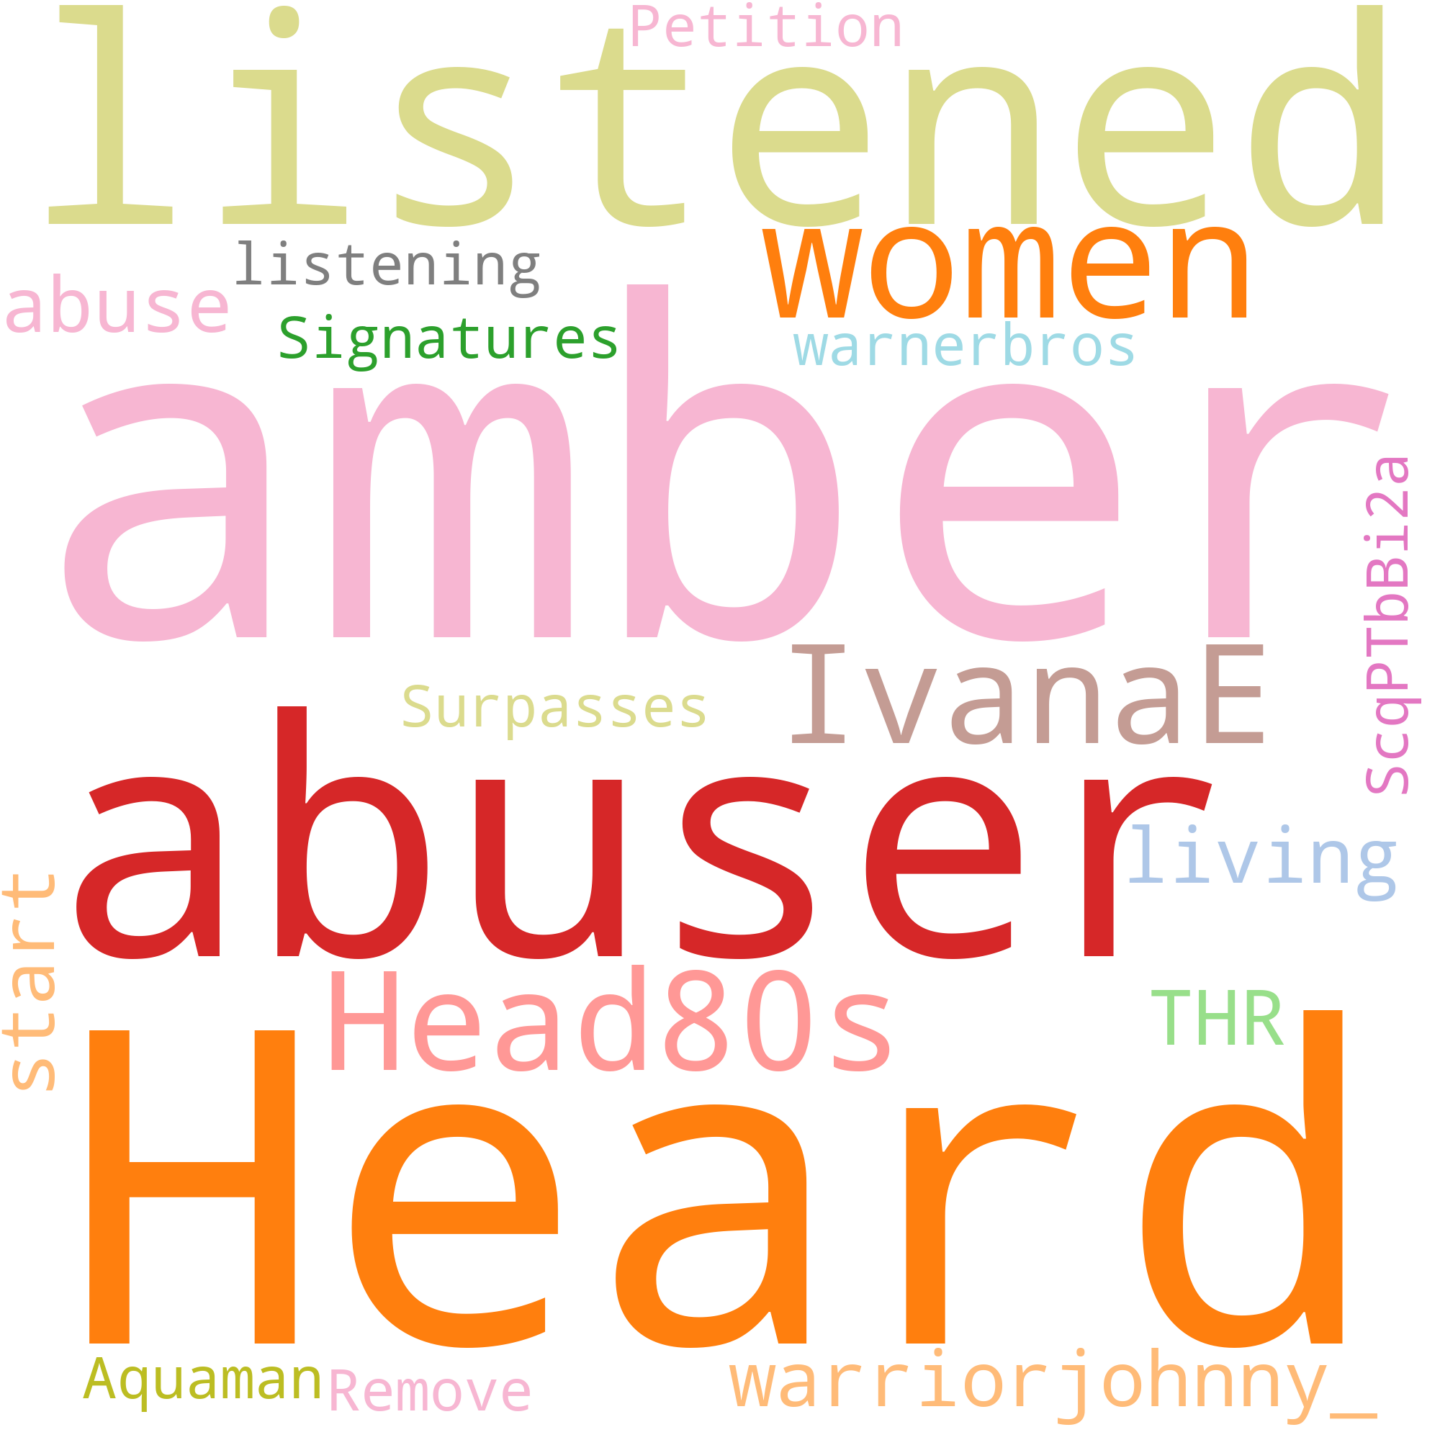 Petition
listened
women
listening
abuse
Signatures
warnerbros
amber
ScqPTbBi2a
IvanaE
Surpasses
abuser
living
start
Head80s
THR
Heard
warriorjohnny_
Aquaman
Remove